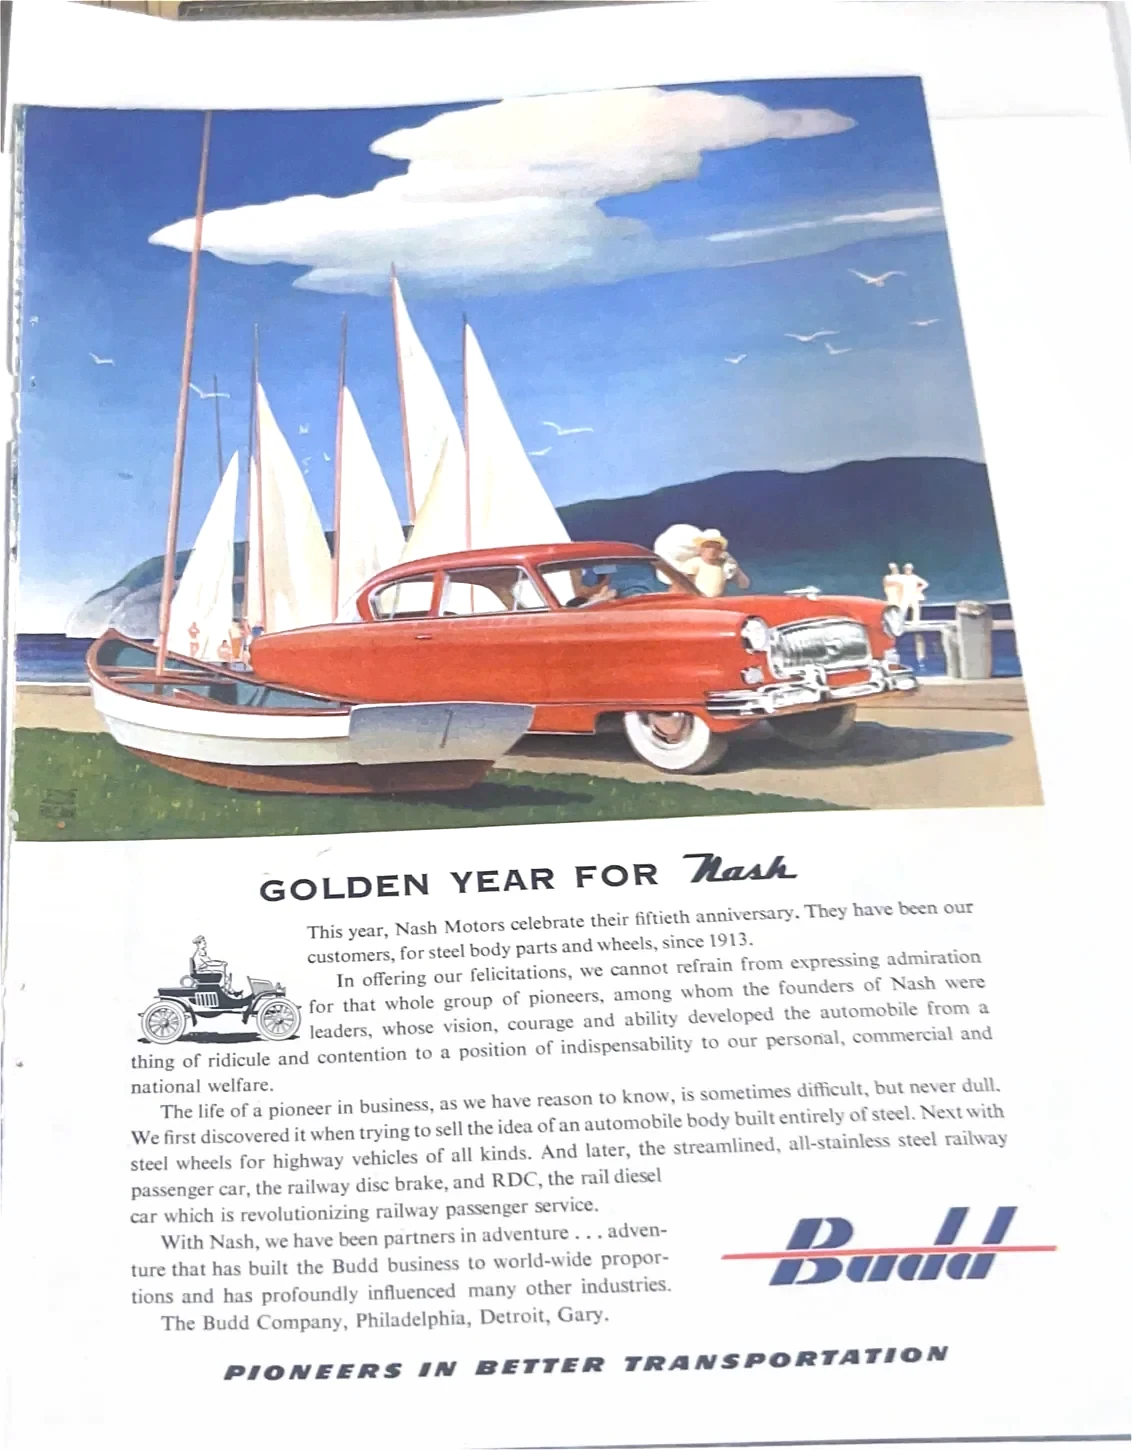 GOLDEN YEAR FOR Nash
This year, Nash Motors celebrate their fiftieth anniversary. They have been our
customers, for steel body parts and wheels, since 1913.
In offering our felicitations, we cannot refrain from expressing admiration
for that whole group of pioneers, among whom the founders of Nash were
leaders, whose vision, courage and ability developed the automobile from a
thing of ridicule and contention to a position of indispensability to our personal, commercial and
national welfare.
The life of a pioneer in business, as we have reason to know, is sometimes difficult, but never dull.
We first discovered it when trying to sell the idea of an automobile body built entirely of steel. Next with
steel wheels for highway vehicles of all kinds. And later, the streamlined, all-stainless steel railway
passenger car, the railway disc brake, and RDC, the rail diesel
car which is revolutionizing railway passenger service.
With Nash, we have been partners in adventure . . . adven-
ture that has built the Budd business to world-wide propor-
tions and has profoundly influenced many other industries.
The Budd Company, Philadelphia, Detroit, Gary.
Budd
PIONEERS IN BETTER TRANSPORTATION